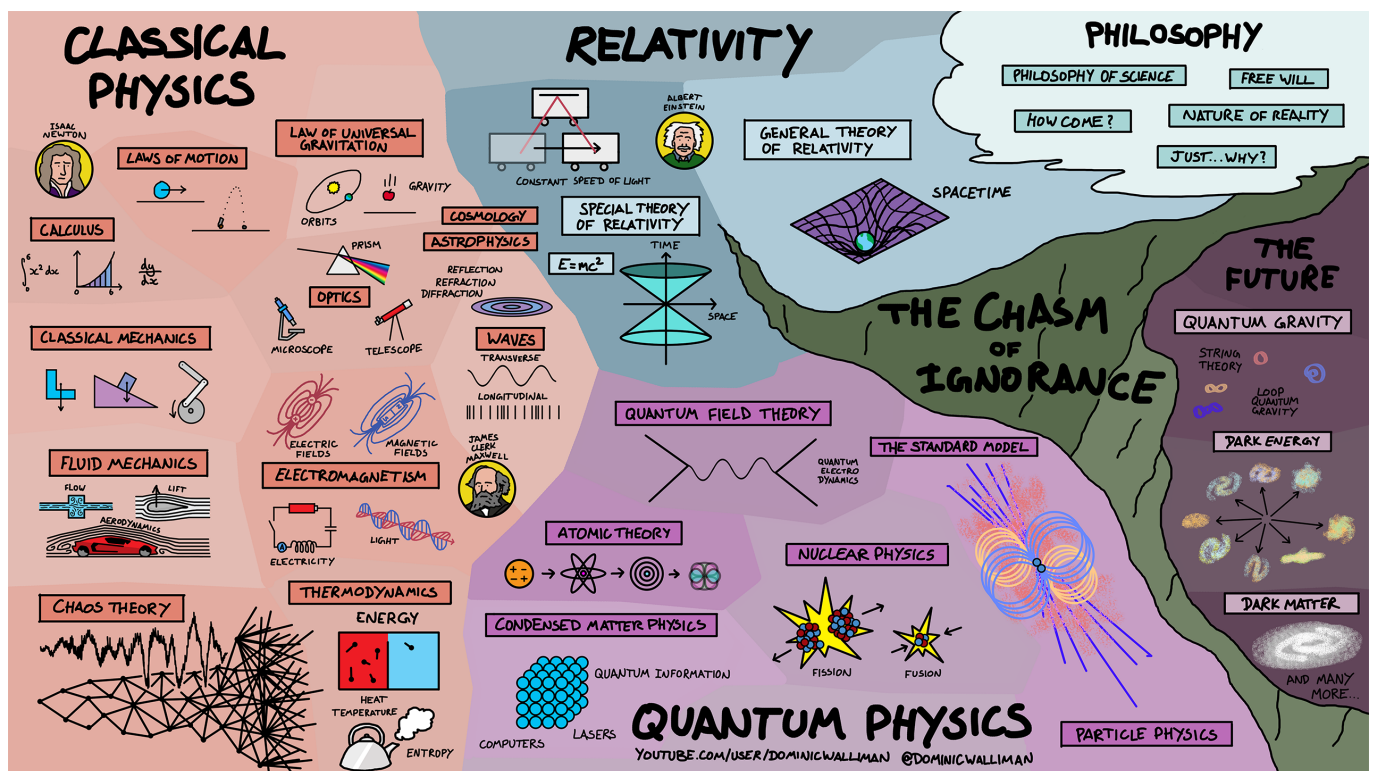 CLASSICAL
PHYSICS
ISAAC
NEWTON
LAWS OF MOTION
LAW OF UNIVERSAL
GRAVITATION
ORBITS
GRAVITY
CALCULUS
∫₀⁶ x² dx
0
6
dy/dx
COSMOLOGY
ASTROPHYSICS
PRISM
OPTICS
MICROSCOPE
TELESCOPE
REFLECTION
REFRACTION
DIFFRACTION
WAVES
TRANSVERSE
LONGITUDINAL
CLASSICAL MECHANICS
FLUID MECHANICS
FLOW
LIFT
AERODYNAMICS
ELECTRIC
FIELDS
MAGNETIC
FIELDS
ELECTROMAGNETISM
JAMES
CLERK
MAXWELL
A
ELECTRICITY
LIGHT
CHAOS THEORY
THERMODYNAMICS
ENERGY
HEAT
TEMPERATURE
ENTROPY
RELATIVITY
ALBERT
EINSTEIN
CONSTANT SPEED OF LIGHT
SPECIAL THEORY
OF RELATIVITY
E=mc²
TIME
SPACE
GENERAL THEORY
OF RELATIVITY
SPACETIME
PHILOSOPHY
PHILOSOPHY OF SCIENCE
FREE WILL
HOW COME?
NATURE OF REALITY
JUST...WHY?
THE CHASM
OF
IGNORANCE
THE
FUTURE
QUANTUM GRAVITY
STRING
THEORY
LOOP
QUANTUM
GRAVITY
DARK ENERGY
DARK MATTER
AND MANY
MORE...
QUANTUM FIELD THEORY
QUANTUM
ELECTRO
DYNAMICS
THE STANDARD MODEL
ATOMIC THEORY
NUCLEAR PHYSICS
FISSION
FUSION
CONDENSED MATTER PHYSICS
QUANTUM INFORMATION
LASERS
COMPUTERS
QUANTUM PHYSICS
YOUTUBE.COM/USER/DOMINICWALLIMAN @DOMINICWALLIMAN
PARTICLE PHYSICS